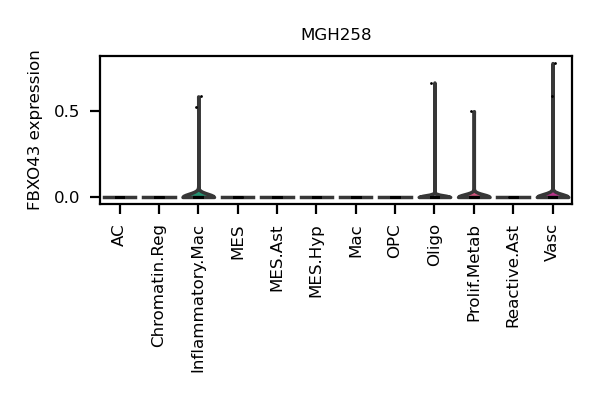 MGH258
FBXO43 expression
0.5
0.0
AC
Chromatin.Reg
Inflammatory.Mac
MES
MES.Ast
MES.Hyp
Mac
OPC
Oligo
Prolif.Metab
Reactive.Ast
Vasc